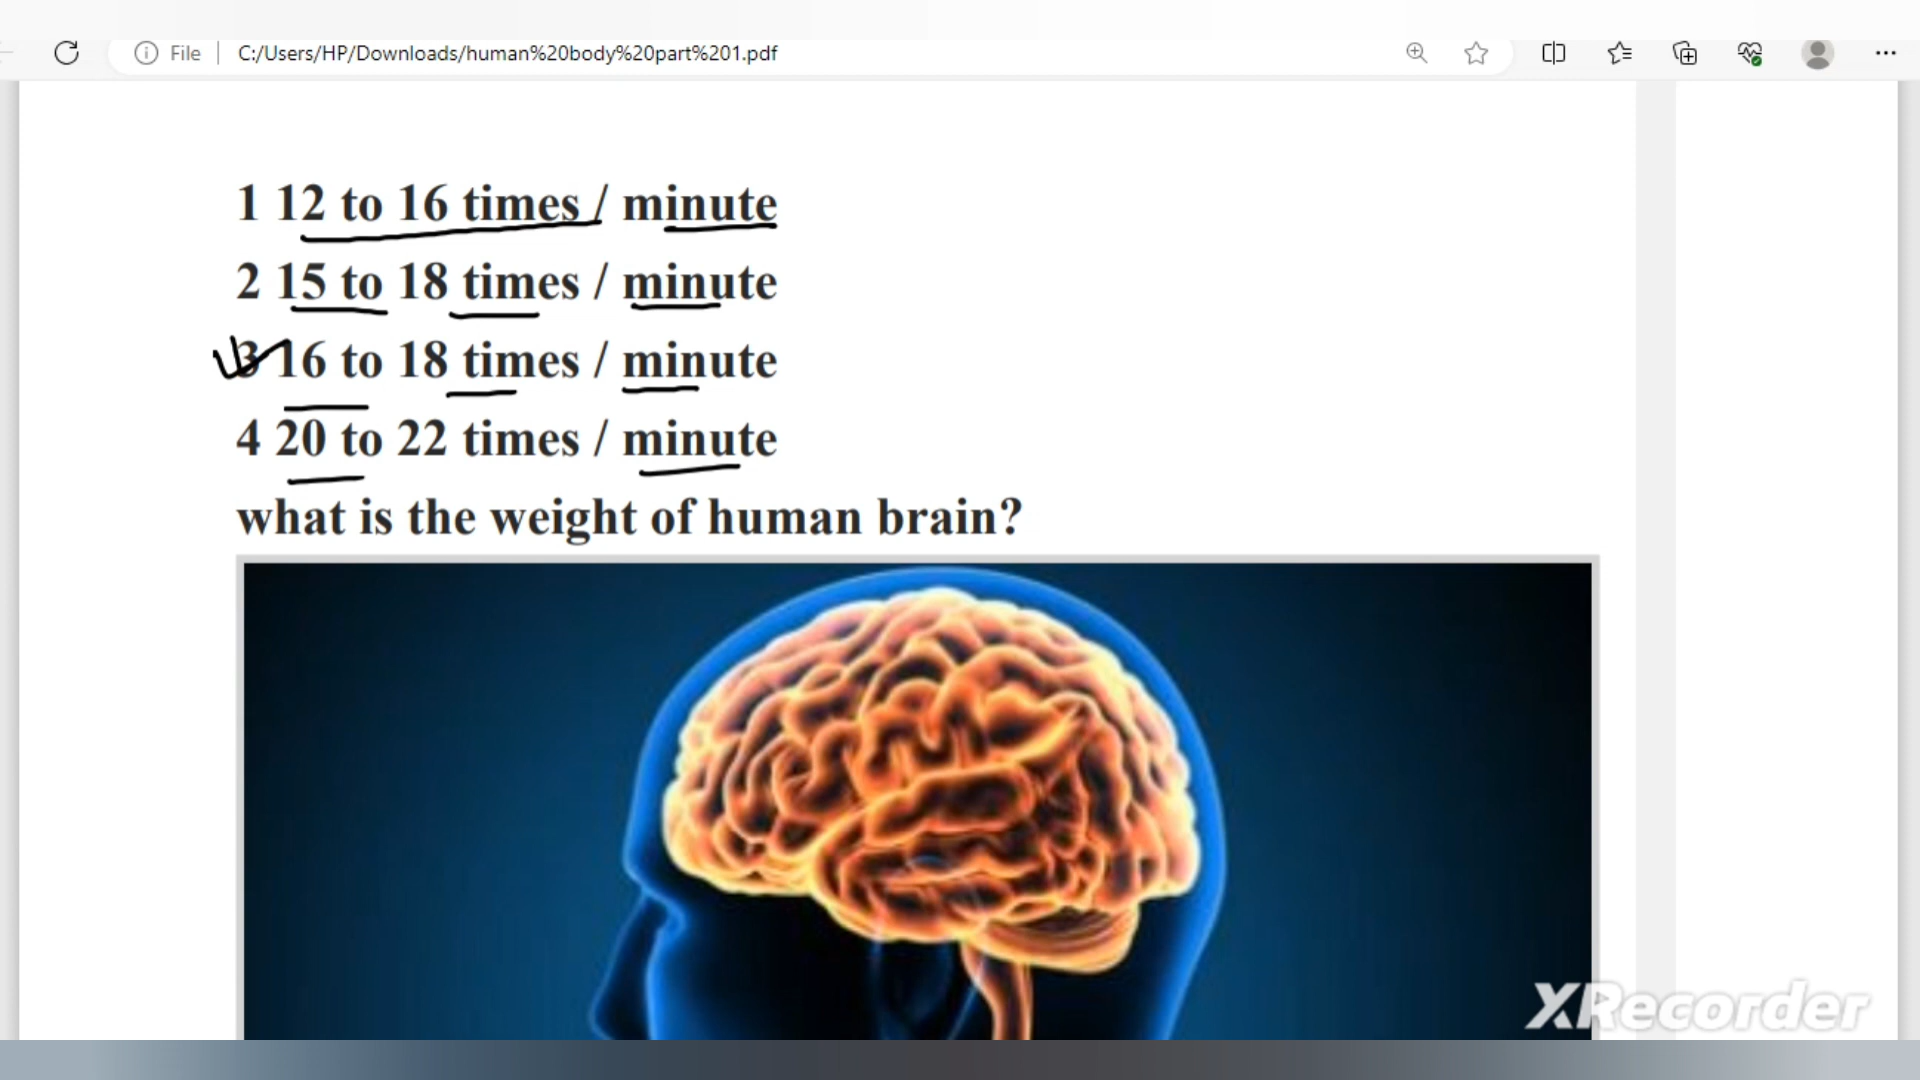 File C:/Users/HP/Downloads/human%20body%20part%201.pdf
1 12 to 16 times / minute
2 15 to 18 times / minute
3 16 to 18 times / minute
4 20 to 22 times / minute
what is the weight of human brain?
XRecorder